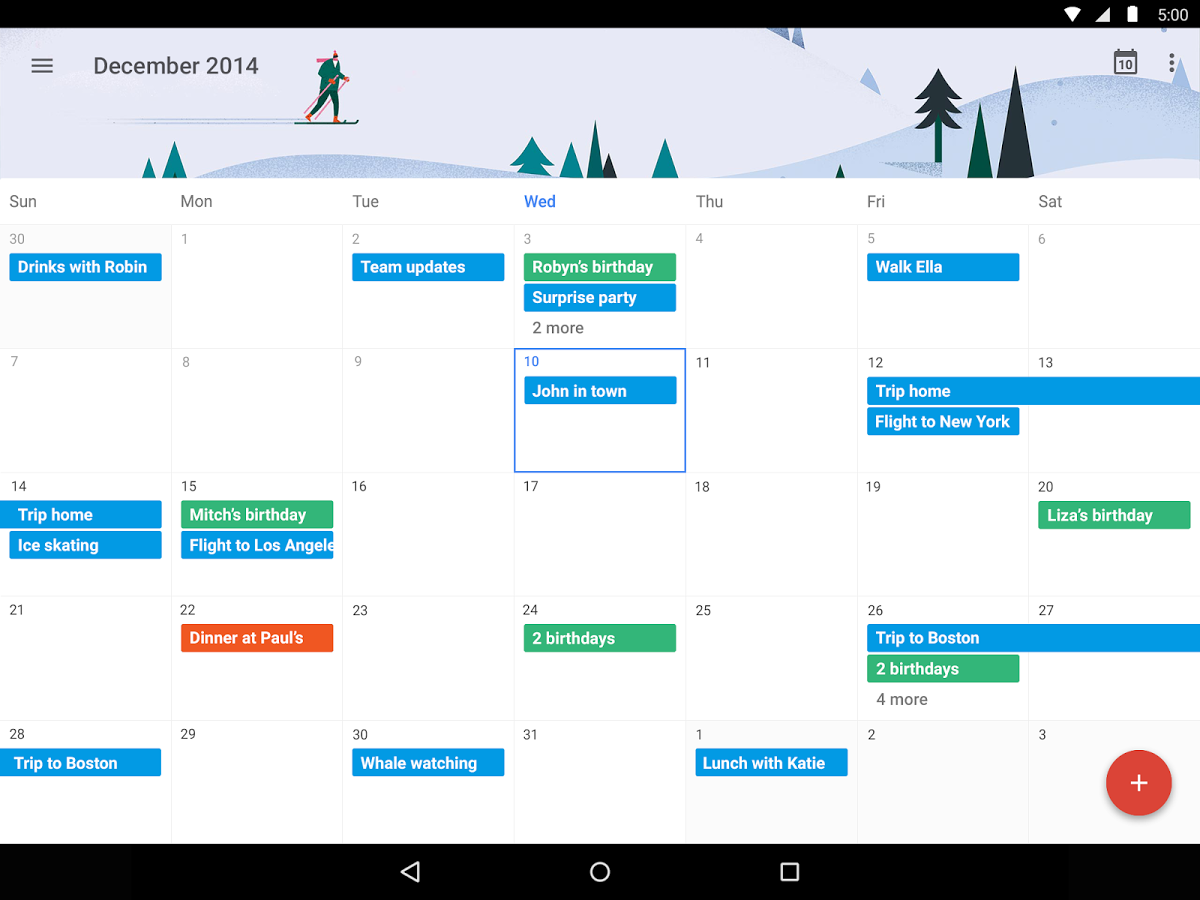 5:00
December 2014
10
Sun Mon Tue Wed Thu Fri Sat
30 1 2 3 4 5 6
Drinks with Robin Team updates Robyn's birthday Walk Ella
Surprise party
2 more
7 8 9 10 11 12 13
John in town Trip home
Flight to New York
14 15 16 17 18 19 20
Trip home Mitch's birthday Liza's birthday
Ice skating Flight to Los Angele
21 22 23 24 25 26 27
Dinner at Paul's 2 birthdays Trip to Boston
2 birthdays
4 more
28 29 30 31 1 2 3
Trip to Boston Whale watching Lunch with Katie
+